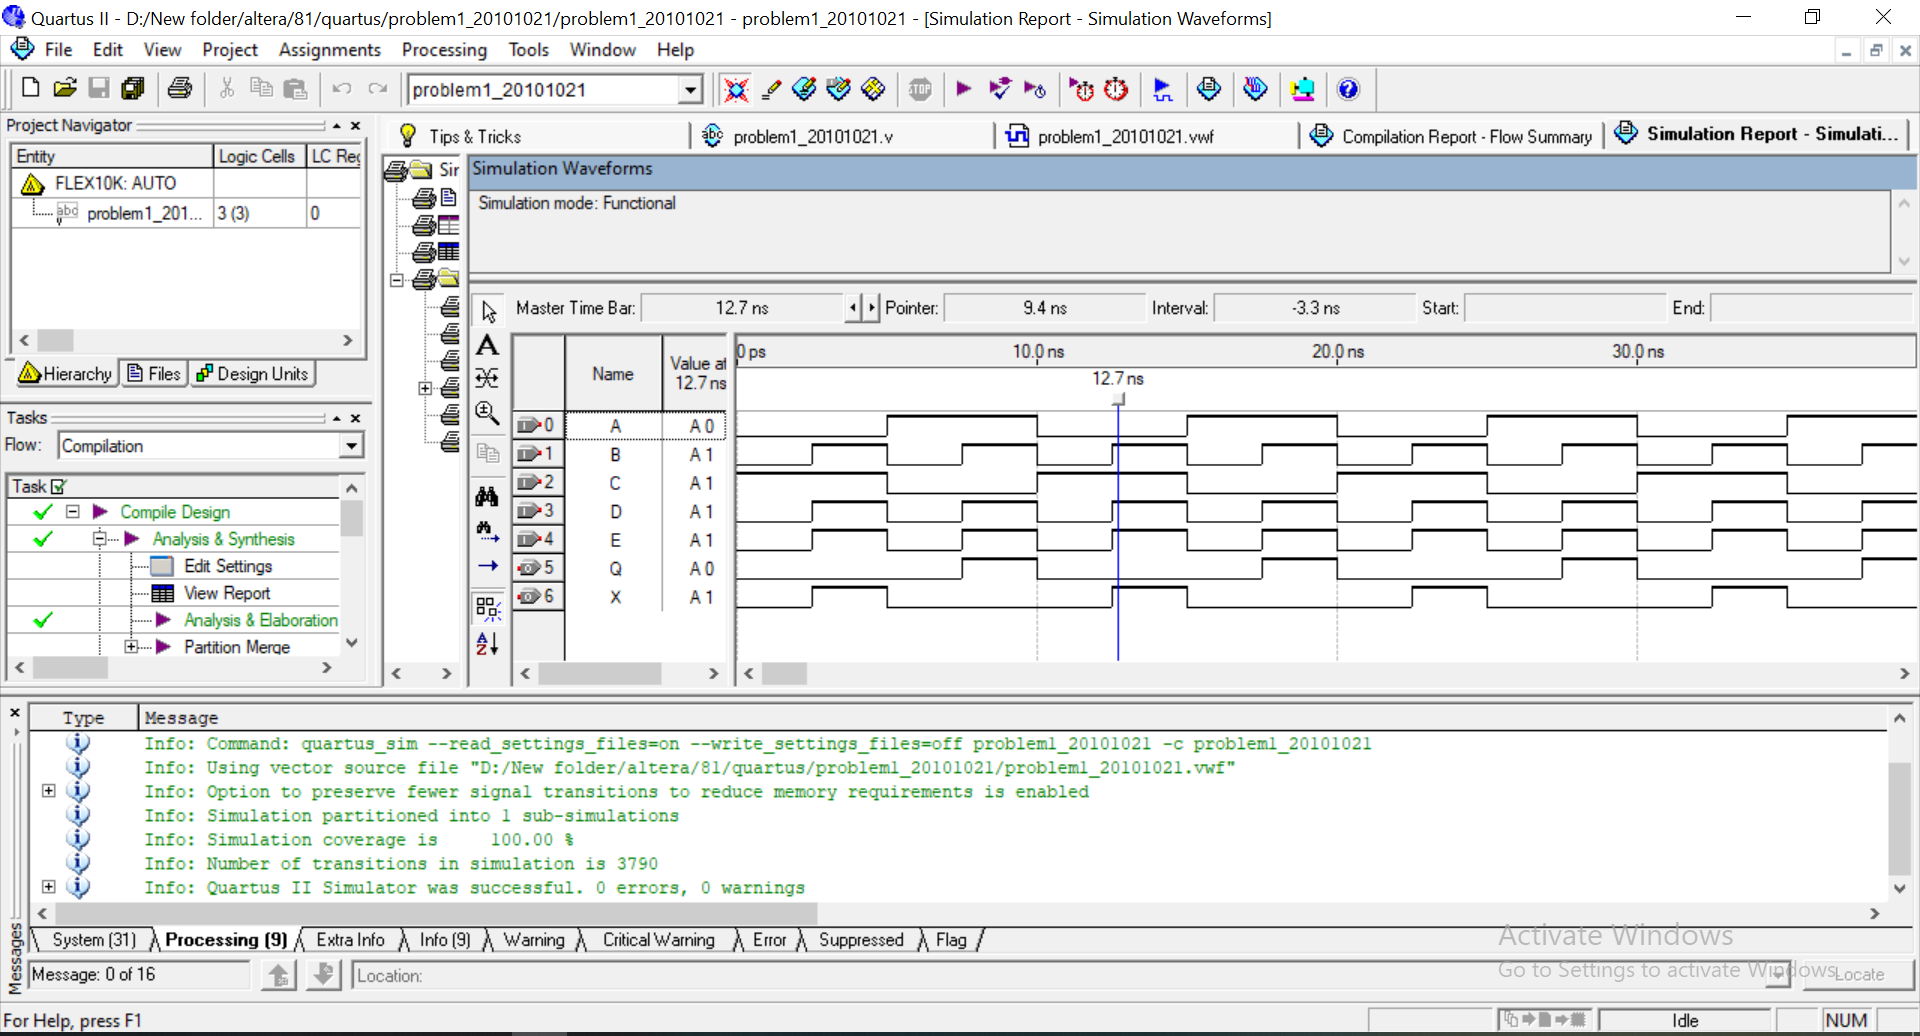 Quartus II - D:/New folder/altera/81/quartus/problem1_20101021/problem1_20101021 - problem1_20101021 - [Simulation Report - Simulation Waveforms]
File Edit View Project Assignments Processing Tools Window Help
problem1_20101021
STOP
Project Navigator
Entity Logic Cells LC Reg
FLEX10K: AUTO
abd problem1_201... 3 (3) 0
Hierarchy Files Design Units
Tasks
Flow: Compilation
Task
Compile Design
Analysis & Synthesis
Edit Settings
View Report
Analysis & Elaboration
Partition Merge
Tips & Tricks
problem1_20101021.v
problem1_20101021.vwf
Compilation Report - Flow Summary
Simulation Report - Simulati...
Sir
Simulation Waveforms
Simulation mode: Functional
Master Time Bar: 12.7 ns Pointer: 9.4 ns Interval: -3.3 ns Start: End:
Name Value at 12.7 ns
0 ps 10.0 ns 20.0 ns 30.0 ns
12.7 ns
0 A A 0
1 B A 1
2 C A 1
3 D A 1
4 E A 1
5 Q A 0
6 X A 1
Type Message
Info: Command: quartus_sim --read_settings_files=on --write_settings_files=off problem1_20101021 -c problem1_20101021
Info: Using vector source file "D:/New folder/altera/81/quartus/problem1_20101021/problem1_20101021.vwf"
Info: Option to preserve fewer signal transitions to reduce memory requirements is enabled
Info: Simulation partitioned into 1 sub-simulations
Info: Simulation coverage is 100.00 %
Info: Number of transitions in simulation is 3790
Info: Quartus II Simulator was successful. 0 errors, 0 warnings
System (31) Processing (9) Extra Info Info (9) Warning Critical Warning Error Suppressed Flag
Messages
Message: 0 of 16
Location:
Locate
Activate Windows
Go to Settings to activate Windows.
For Help, press F1
Idle
NUM